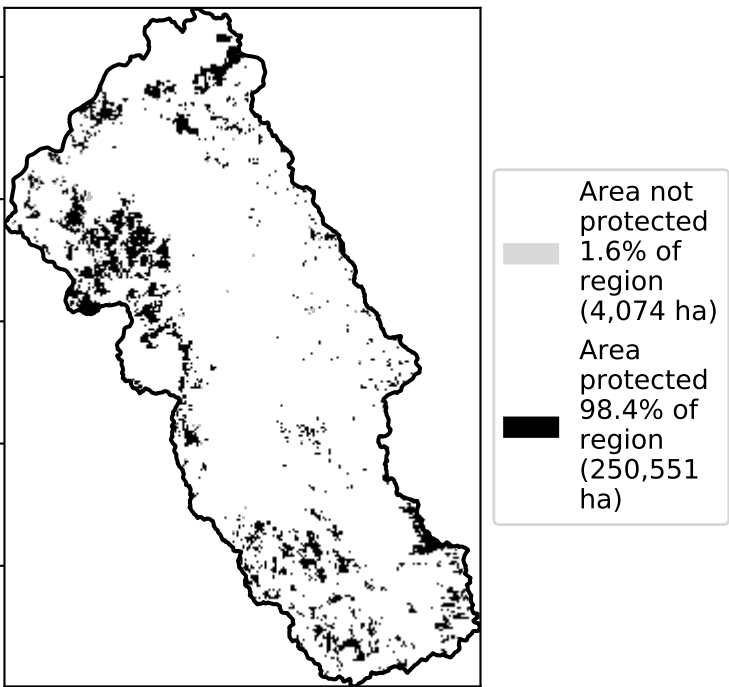 Area not
protected
1.6% of
region
(4,074 ha)
Area
protected
98.4% of
region
(250,551
ha)